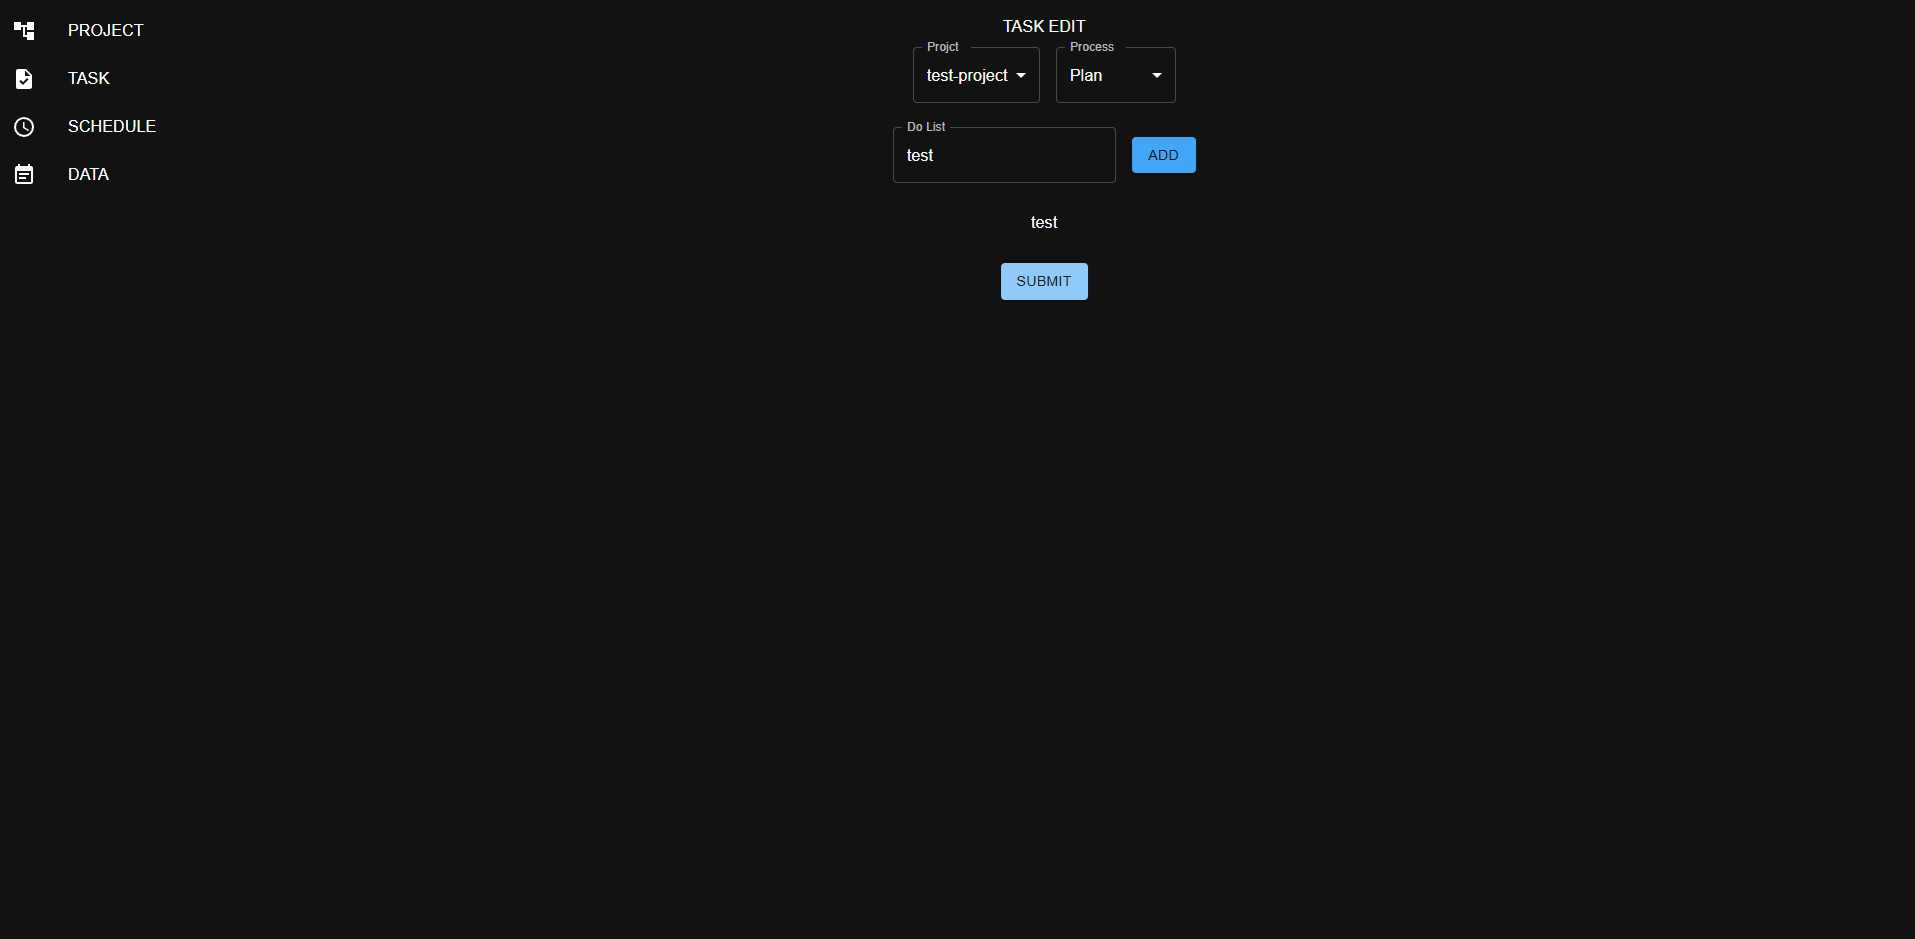 PROJECT
TASK
SCHEDULE
DATA
TASK EDIT
Projct
test-project
Process
Plan
Do List
test
ADD
test
SUBMIT